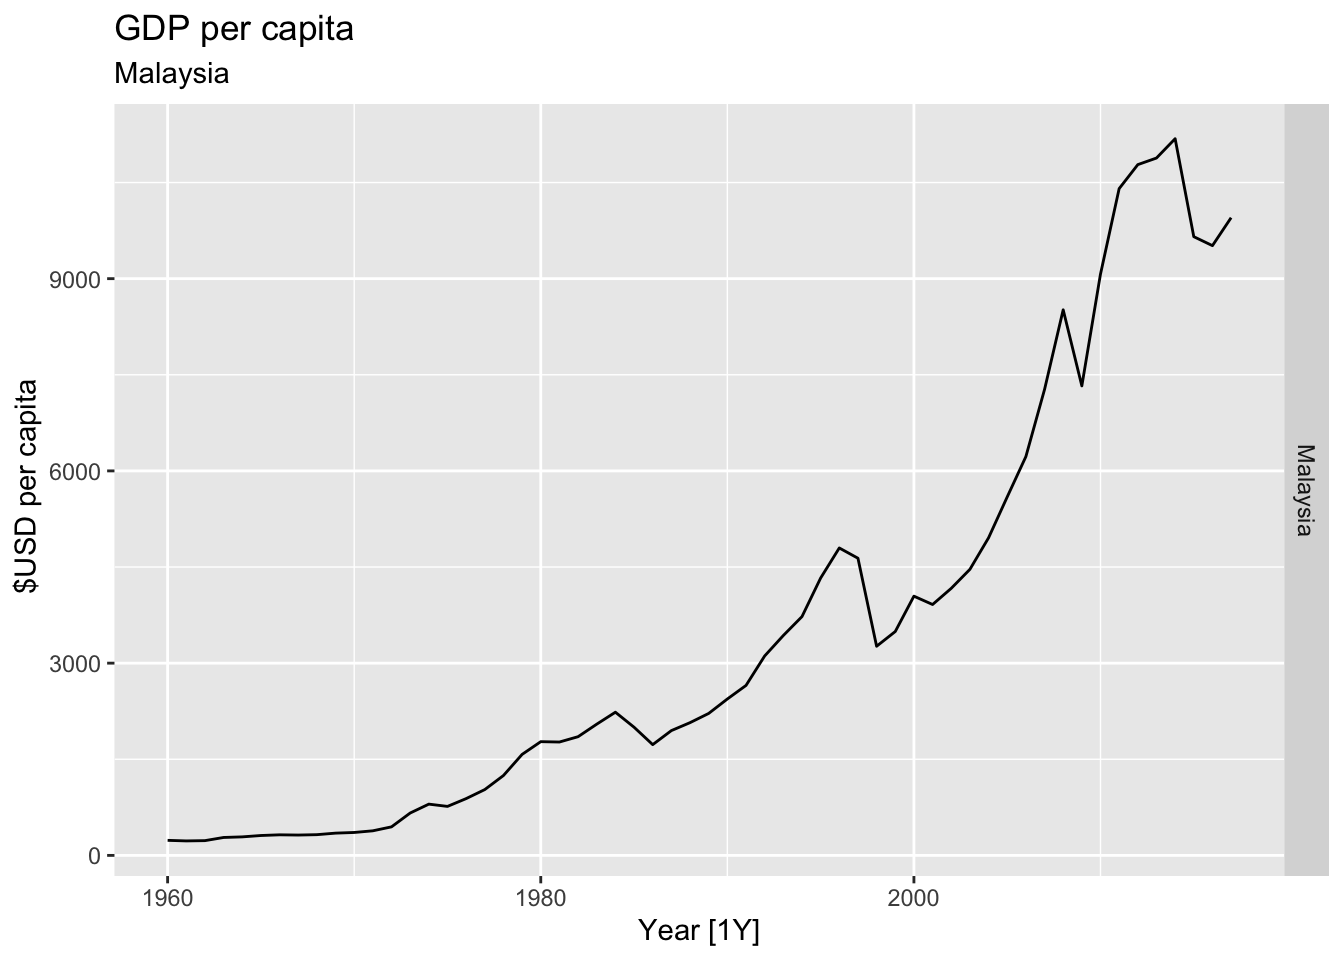 GDP per capita
Malaysia
$USD per capita
9000
6000
3000
0
Malaysia
1960
1980
2000
Year [1Y]